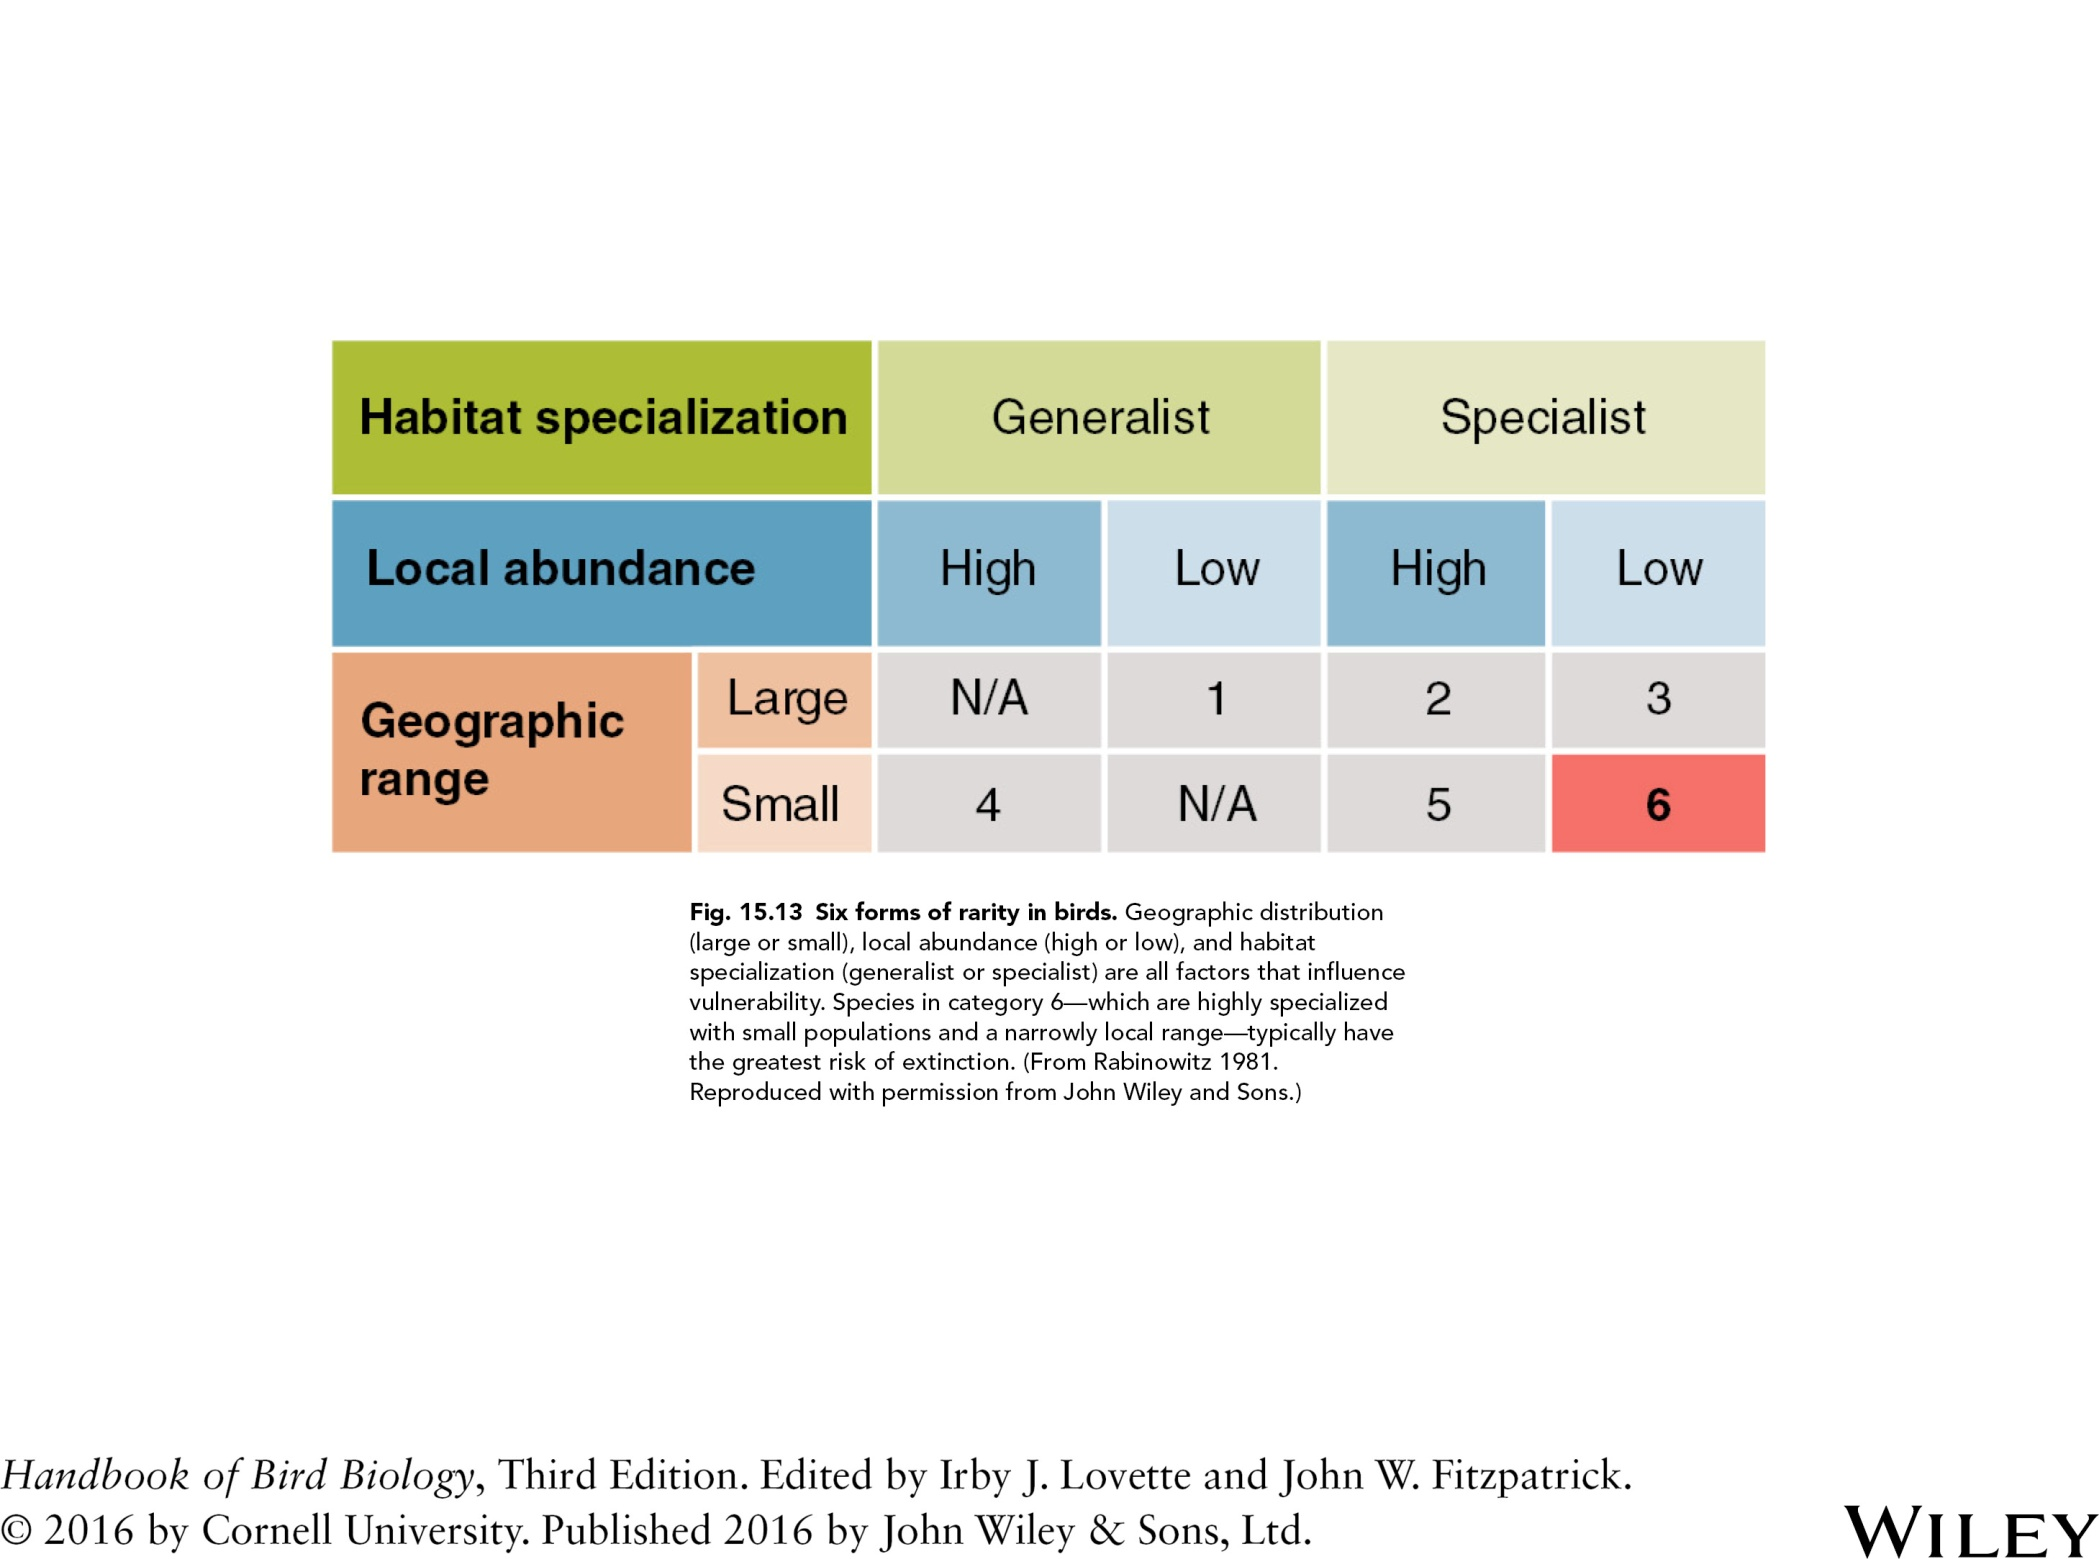 Habitat specialization Generalist Specialist
Local abundance High Low High Low
Geographic range Large N/A 1 2 3
Small 4 N/A 5 6
Fig. 15.13 Six forms of rarity in birds. Geographic distribution
(large or small), local abundance (high or low), and habitat
specialization (generalist or specialist) are all factors that influence
vulnerability. Species in category 6—which are highly specialized
with small populations and a narrowly local range—typically have
the greatest risk of extinction. (From Rabinowitz 1981.
Reproduced with permission from John Wiley and Sons.)
Handbook of Bird Biology, Third Edition. Edited by Irby J. Lovette and John W. Fitzpatrick.
© 2016 by Cornell University. Published 2016 by John Wiley & Sons, Ltd.
WILEY